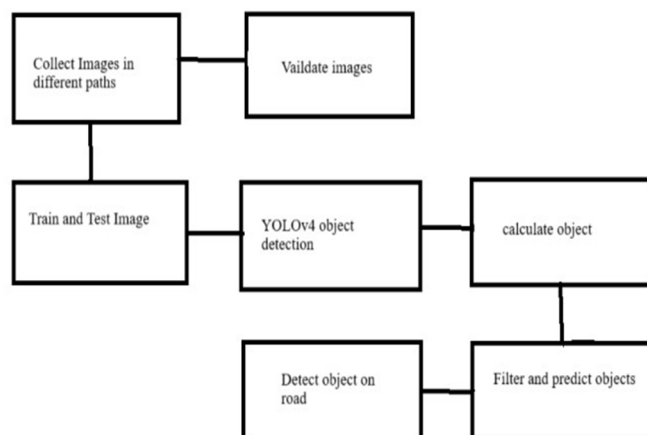 Collect Images in
different paths
Vaildate images
Train and Test Image
YOLOv4 object
detection
calculate object
Detect object on
road
Filter and predict objects